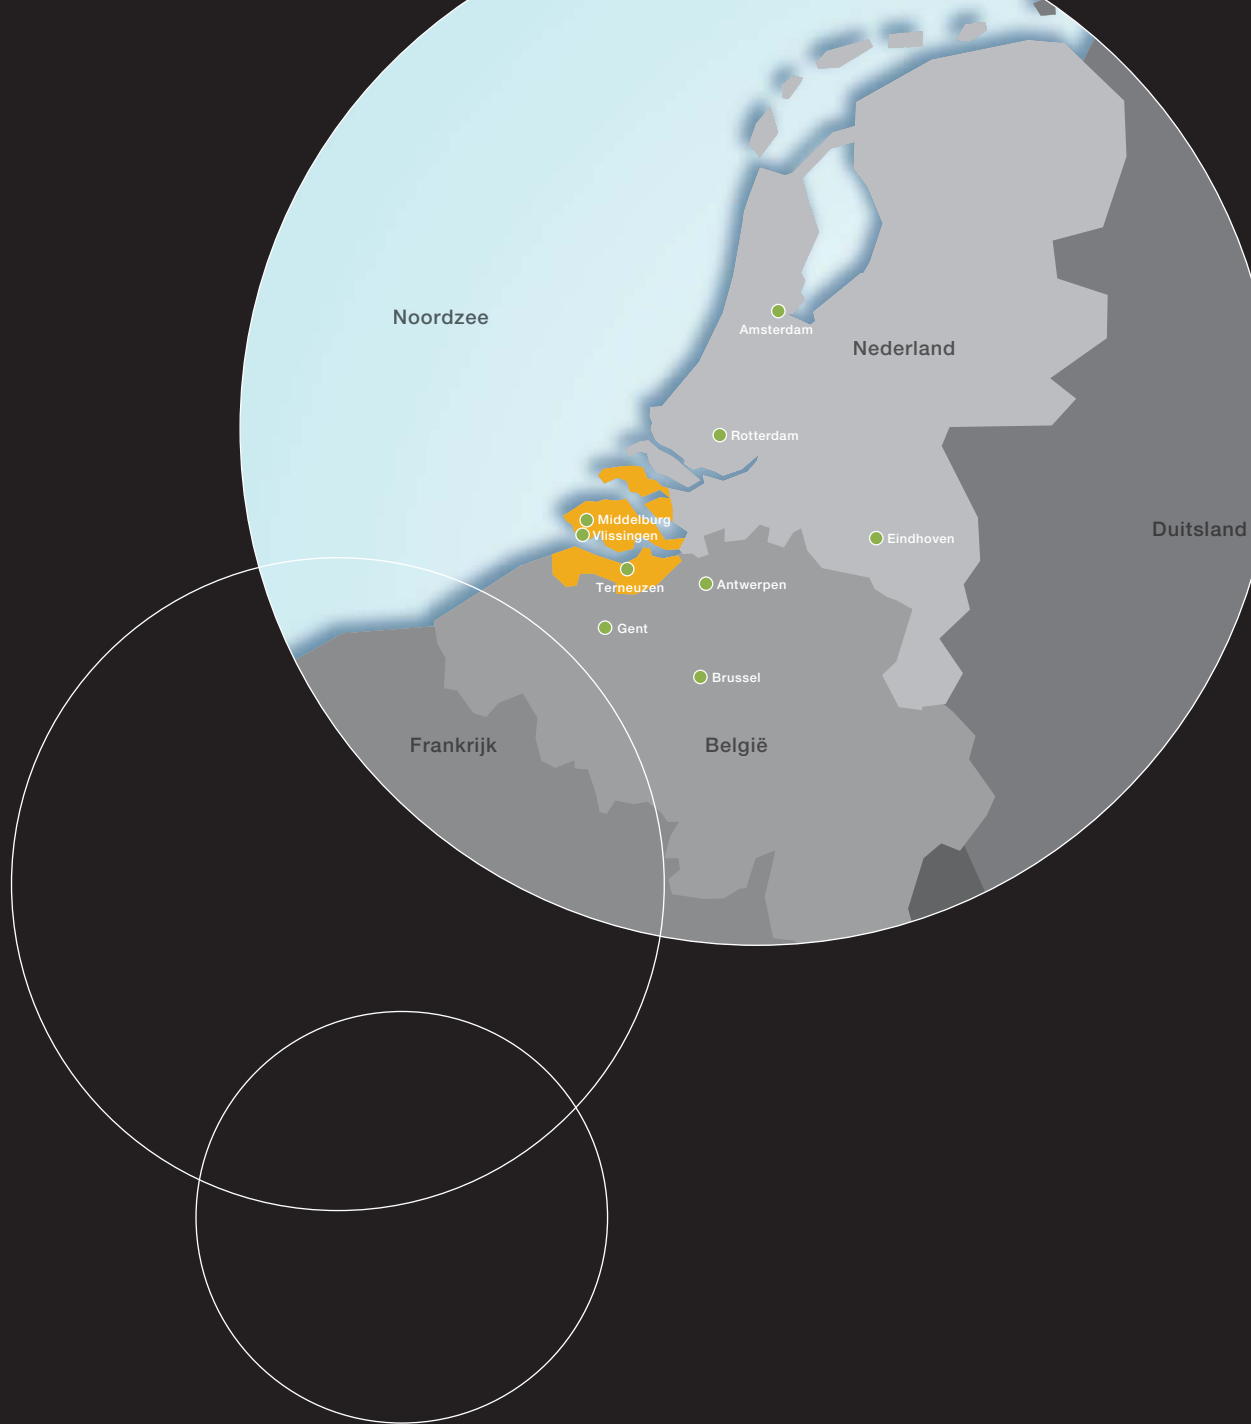 Noordzee
Amsterdam
Nederland
Rotterdam
Middelburg
Vlissingen
Duitsland
Eindhoven
Terneuzen
Antwerpen
Gent
Brussel
Frankrijk
België